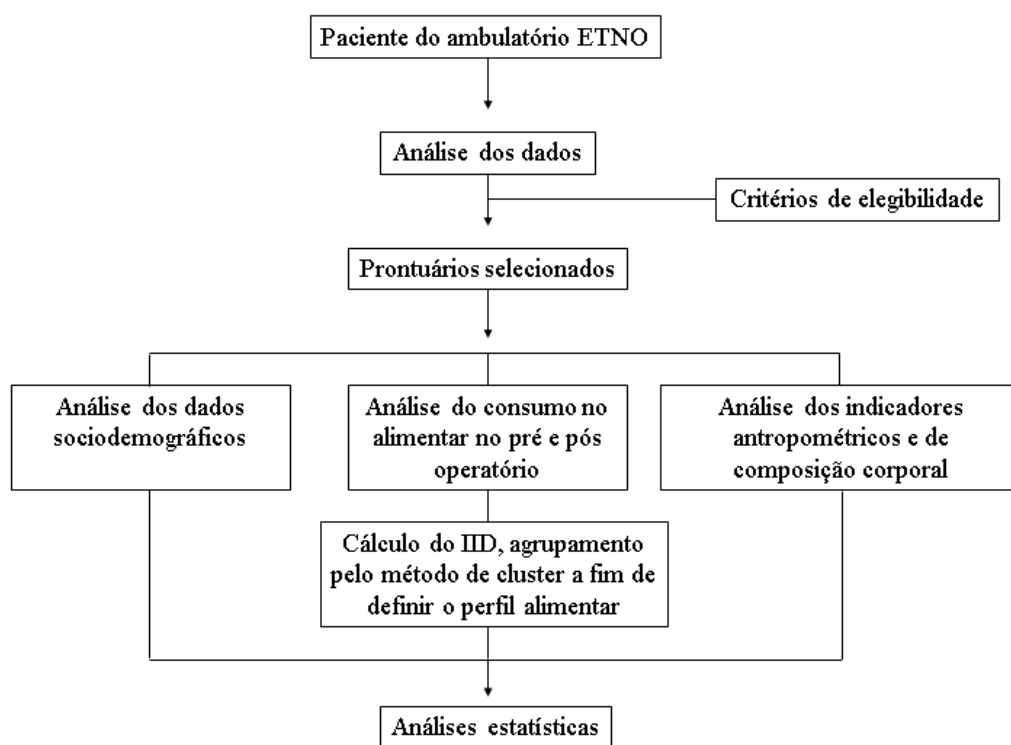 Paciente do ambulatório ETNO
Análise dos dados
Critérios de elegibilidade
Prontuários selecionados
Análise dos dados
sociodemográficos
Análise do consumo no
alimentar no pré e pós
operatório
Análise dos indicadores
antropométricos e de
composição corporal
Cálculo do IID, agrupamento
pelo método de cluster a fim de
definir o perfil alimentar
Análises estatísticas